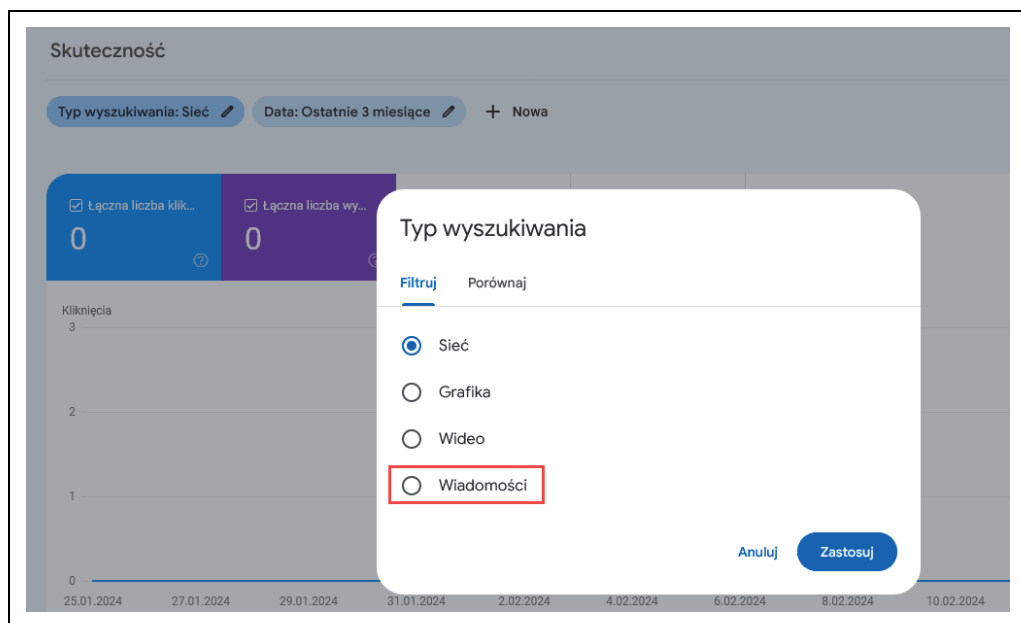 Skuteczność
Typ wyszukiwania: Sieć
Data: Ostatnie 3 miesiące
+ Nowa
Łączna liczba klik...
0
Łączna liczba wy...
0
Typ wyszukiwania
Filtruj
Porównaj
Sieć
Grafika
Wideo
Wiadomości
Anuluj
Zastosuj
Kliknięcia
3
2
1
0
25.01.2024
27.01.2024
29.01.2024
31.01.2024
2.02.2024
4.02.2024
6.02.2024
8.02.2024
10.02.2024